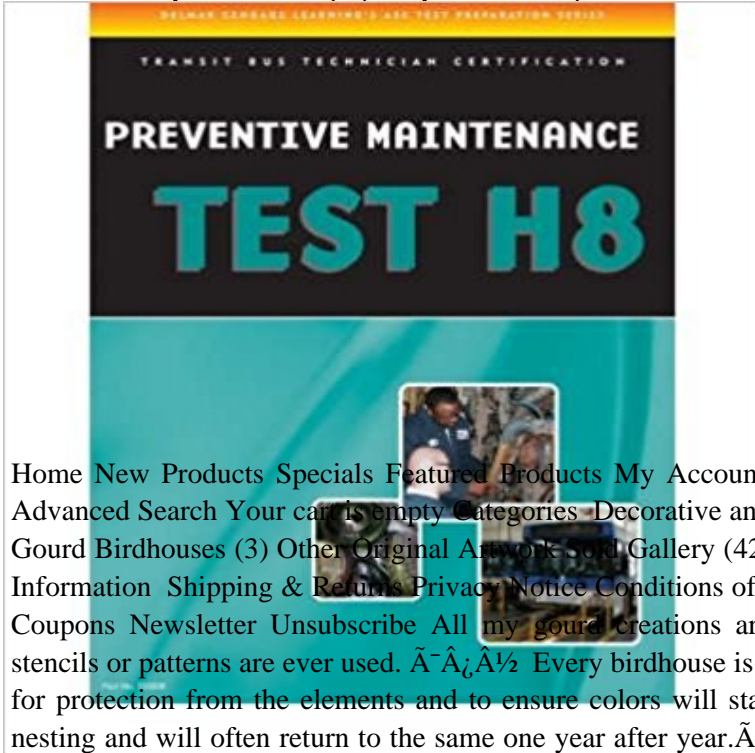 DELMAR CENGAGE LEARNING'S ASE TEST PREPARATION SERIES
TRANSIT BUS TECHNICIAN CERTIFICATION
PREVENTIVE MAINTENANCE
TEST H8
Home New Products Specials Featured Products My Accoun
Advanced Search Your cart is empty Categories Decorative an
Gourd Birdhouses (3) Other Original Artwork Sold Gallery (42
Information Shipping & Returns Privacy Notice Conditions of
Coupons Newsletter Unsubscribe All my gourd creations ar
stencils or patterns are ever used. Ã¯Â¿Â½ Every birdhouse is
for protection from the elements and to ensure colors will sta
nesting and will often return to the same one year after year.Ã